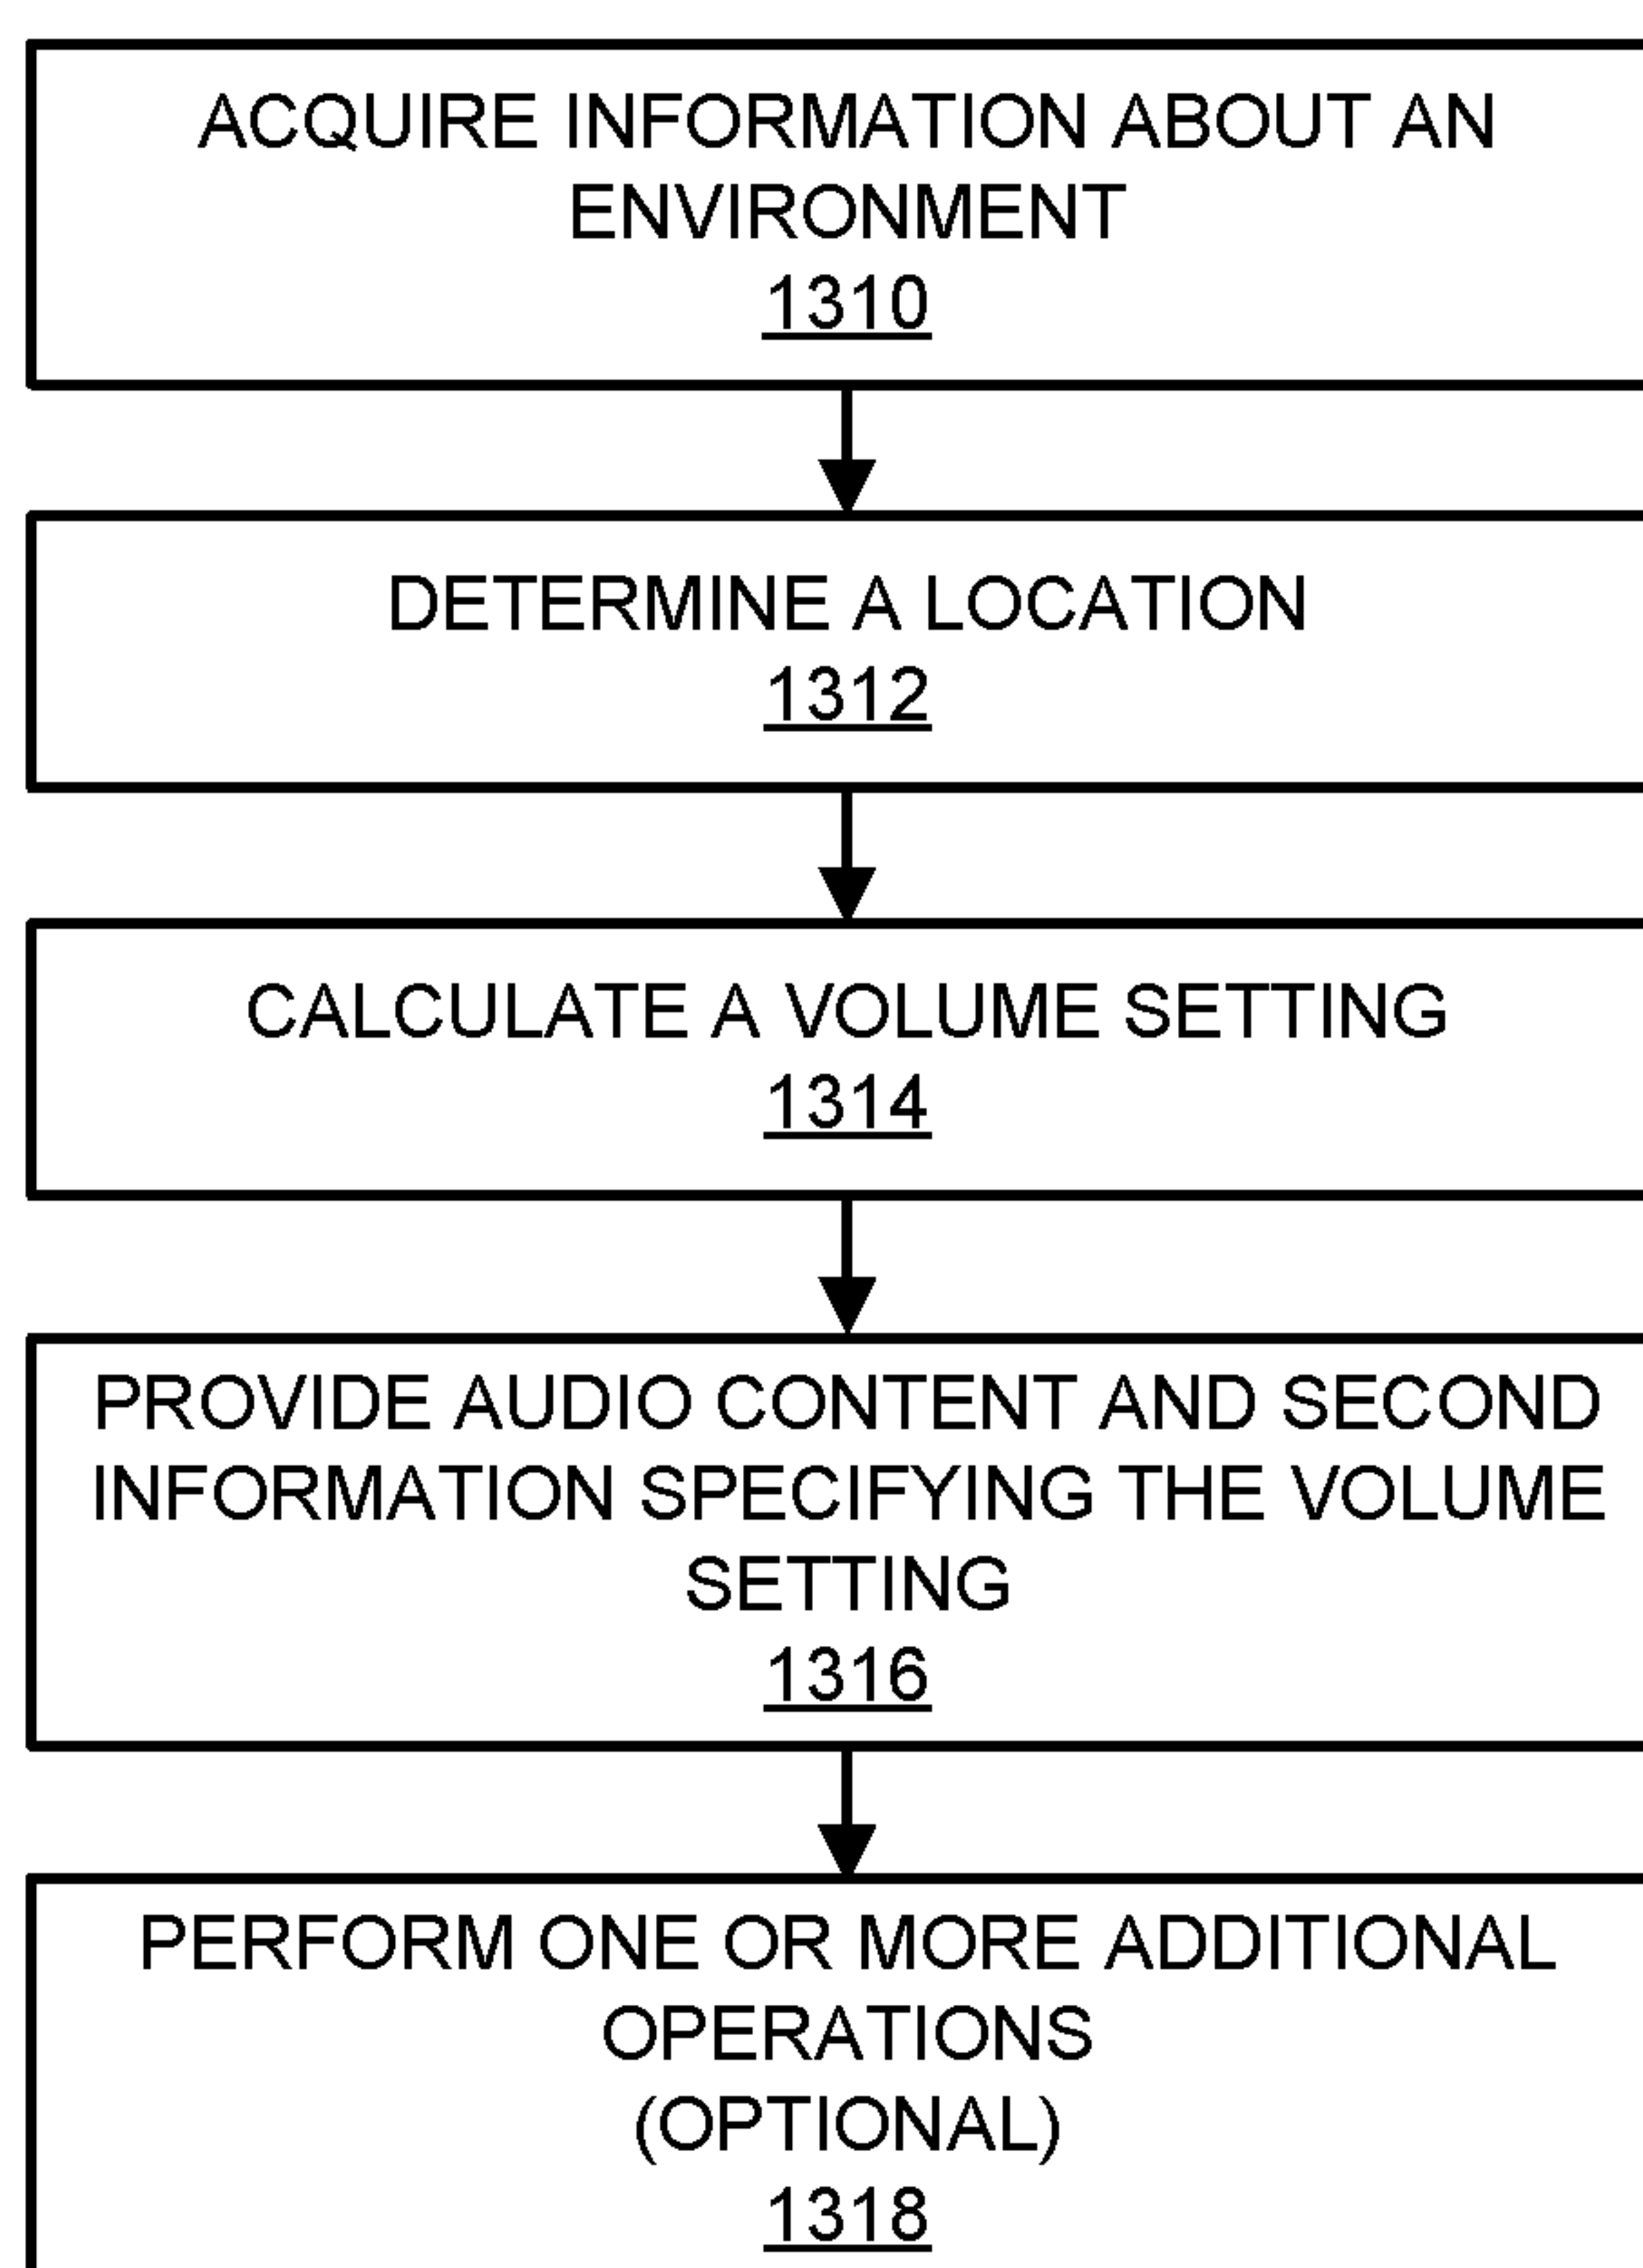 ACQUIRE INFORMATION ABOUT AN
ENVIRONMENT
1310
DETERMINE A LOCATION
1312
CALCULATE A VOLUME SETTING
1314
PROVIDE AUDIO CONTENT AND SECOND
INFORMATION SPECIFYING THE VOLUME
SETTING
1316
PERFORM ONE OR MORE ADDITIONAL
OPERATIONS
(OPTIONAL)
1318